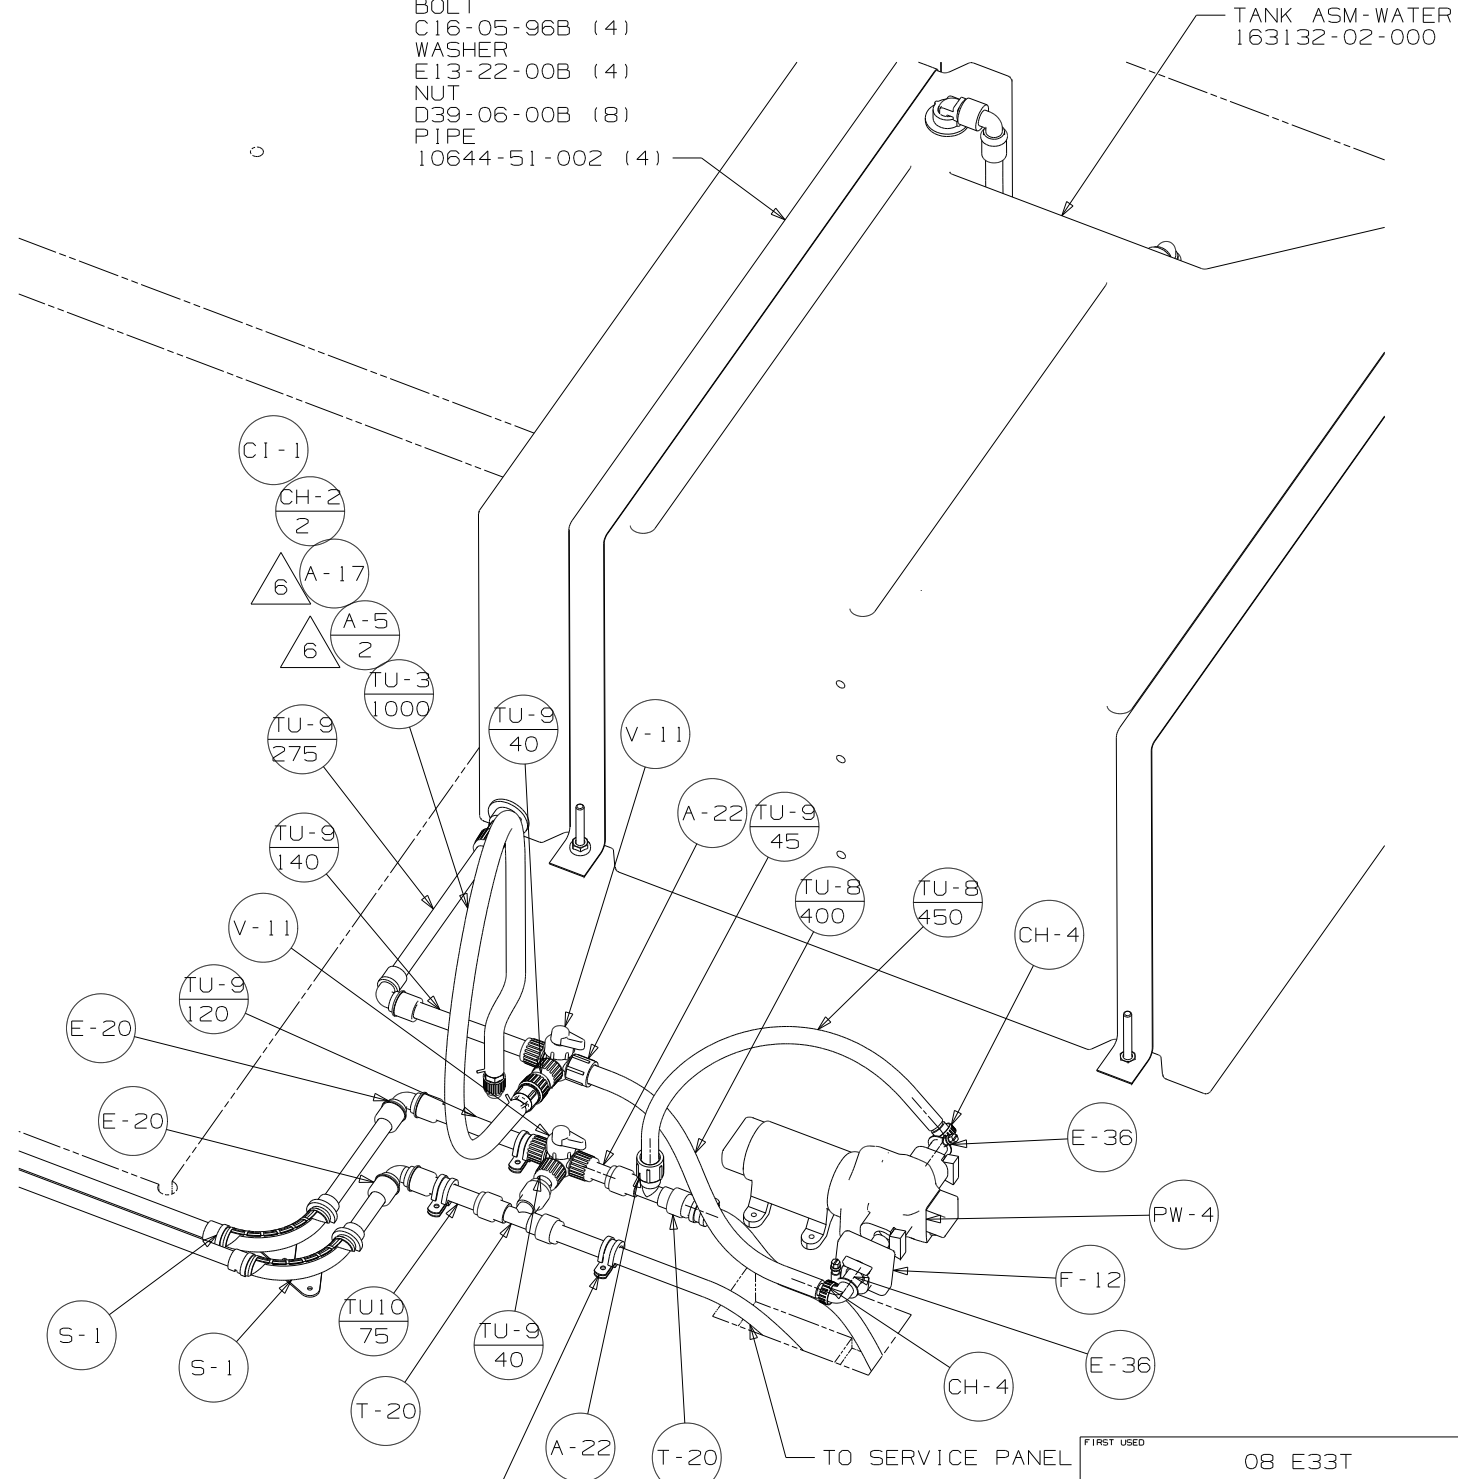 BOLT
C16-05-96B (4)
WASHER
E13-22-00B (4)
NUT
D39-06-00B (8)
PIPE
10644-51-002 (4)
TANK ASM-WATER
163132-02-000
CI-1
CH-2
2
6
A-17
6
A-5
2
TU-3
1000
TU-9
275
TU-9
40
V-11
TU-9
140
A-22
TU-9
45
TU-8
400
TU-8
450
CH-4
V-11
TU-9
120
E-20
E-20
E-36
PW-4
F-12
E-36
CH-4
S-1
S-1
TU10
75
TU-9
40
T-20
A-22
T-20
TO SERVICE PANEL
FIRST USED
08 E33T